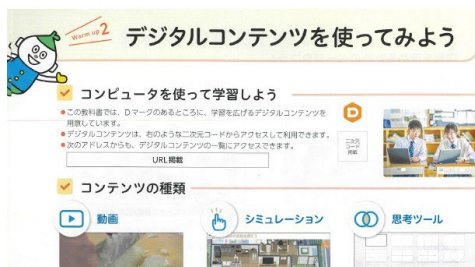 Warm up 2
デジタルコンテンツを使ってみよう
コンピュータを使って学習しよう
●この教科書では、Dマークのあるところに、学習を広げるデジタルコンテンツを
用意しています。
●デジタルコンテンツは、右のような二次元コードからアクセスして利用できます。
●次のアドレスからも、デジタルコンテンツの一覧にアクセスできます。
URL掲載
D
二次元
コード
掲載
コンテンツの種類
動画
シミュレーション
思考ツール